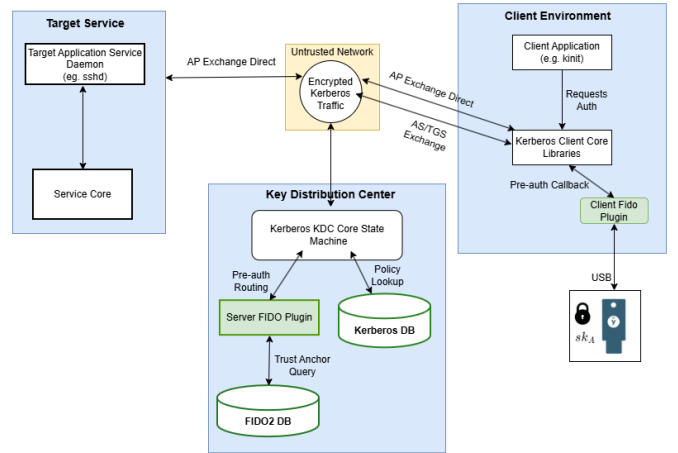 Target Service
Target Application Service
Daemon
(eg. sshd)
Service Core
AP Exchange Direct
Untrusted Network
Encrypted
Kerberos
Traffic
AP Exchange Direct
AS/TGS
Exchange
Client Environment
Client Application
(e.g. kinit)
Requests
Auth
Kerberos Client Core
Libraries
Pre-auth Callback
Client Fido
Plugin
USB
sk_A
Key Distribution Center
Kerberos KDC Core State
Machine
Pre-auth
Routing
Policy
Lookup
Server FIDO Plugin
Kerberos DB
Trust Anchor
Query
FIDO2 DB